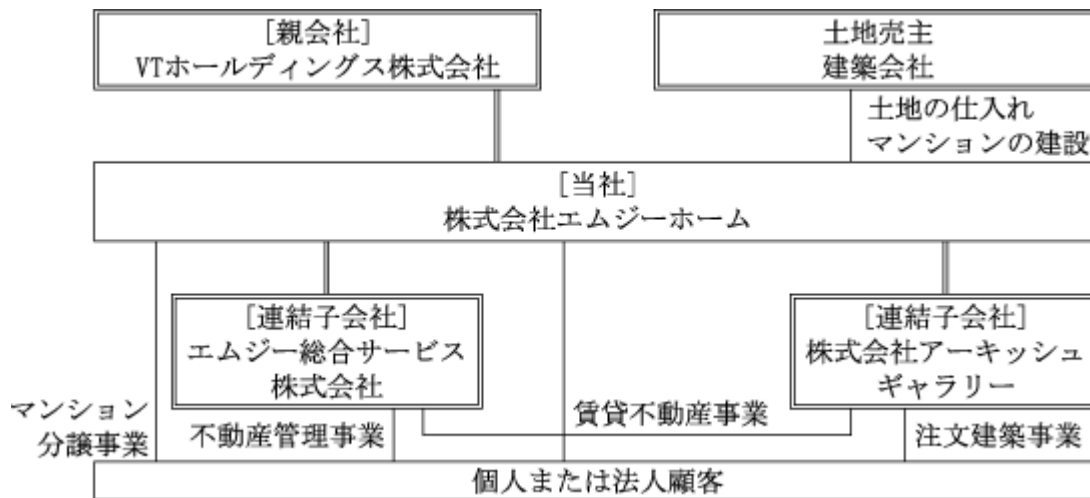 [親会社]
VTホールディングス株式会社
土地売主
建築会社
土地の仕入れ
マンションの建設
[当社]
株式会社エムジーホーム
[連結子会社]
エムジー総合サービス
株式会社
[連結子会社]
株式会社アーキッシュ
ギャラリー
マンション
分譲事業
不動産管理事業
賃貸不動産事業
注文建築事業
個人または法人顧客